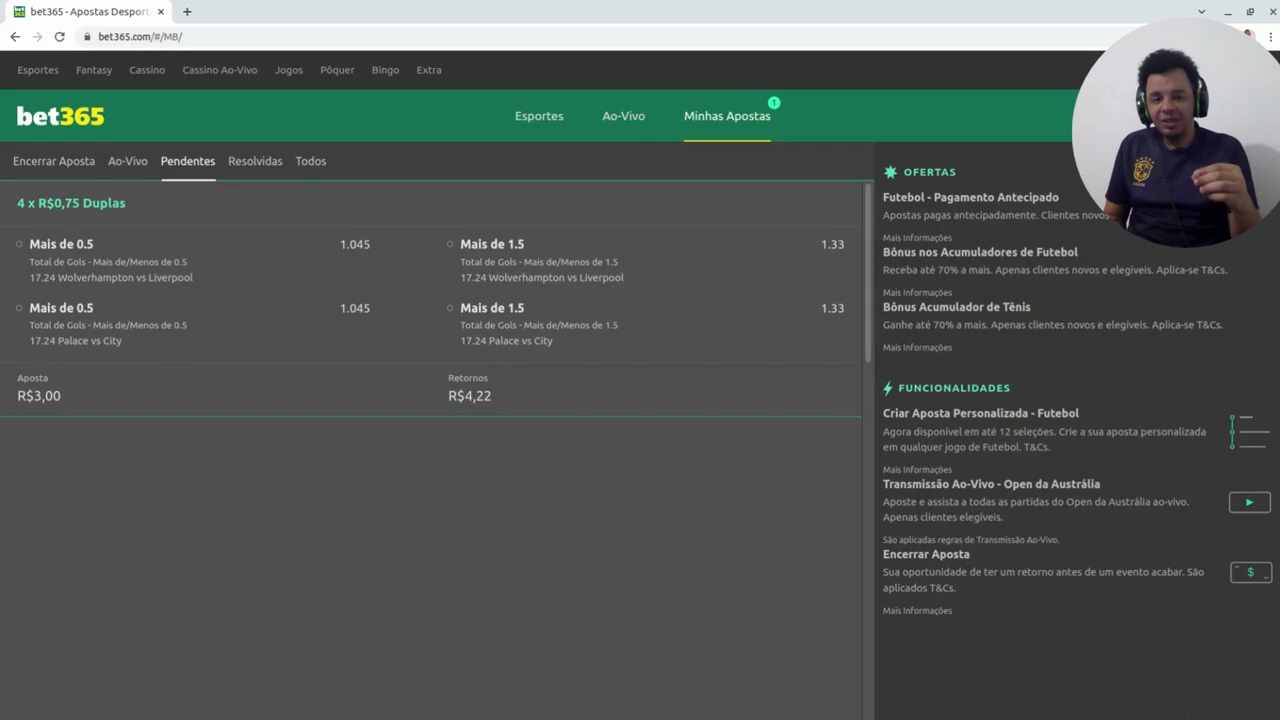 bet365 - Apostas Desport
bet365.com/#/MB/
Esportes Fantasy Cassino Cassino Ao-Vivo Jogos Pôquer Bingo Extra
bet365
Esportes Ao-Vivo Minhas Apostas 1
Encerrar Aposta Ao-Vivo Pendentes Resolvidas Todos
4 x R$0,75 Duplas
Mais de 0.5 1.045
Total de Gols - Mais de/Menos de 0.5
17.24 Wolverhampton vs Liverpool
Mais de 1.5 1.33
Total de Gols - Mais de/Menos de 1.5
17.24 Wolverhampton vs Liverpool
Mais de 0.5 1.045
Total de Gols - Mais de/Menos de 0.5
17.24 Palace vs City
Mais de 1.5 1.33
Total de Gols - Mais de/Menos de 1.5
17.24 Palace vs City
Aposta
R$3,00
Retornos
R$4,22
OFERTAS
Futebol - Pagamento Antecipado
Apostas pagas antecipadamente. Clientes novos
Mais Informações
Bônus nos Acumuladores de Futebol
Receba até 70% a mais. Apenas clientes novos e elegíveis. Aplica-se T&Cs.
Mais Informações
Bônus Acumulador de Tênis
Ganhe até 70% a mais. Apenas clientes novos e elegíveis. Aplica-se T&Cs.
Mais Informações
FUNCIONALIDADES
Criar Aposta Personalizada - Futebol
Agora disponível em até 12 seleções. Crie a sua aposta personalizada
em qualquer jogo de Futebol. T&Cs.
Mais Informações
Transmissão Ao-Vivo - Open da Austrália
Aposte e assista a todas as partidas do Open da Austrália ao-vivo.
Apenas clientes elegíveis.
São aplicadas regras de Transmissão Ao-Vivo.
Encerrar Aposta
Sua oportunidade de ter um retorno antes de um evento acabar. São
aplicados T&Cs.
Mais Informações